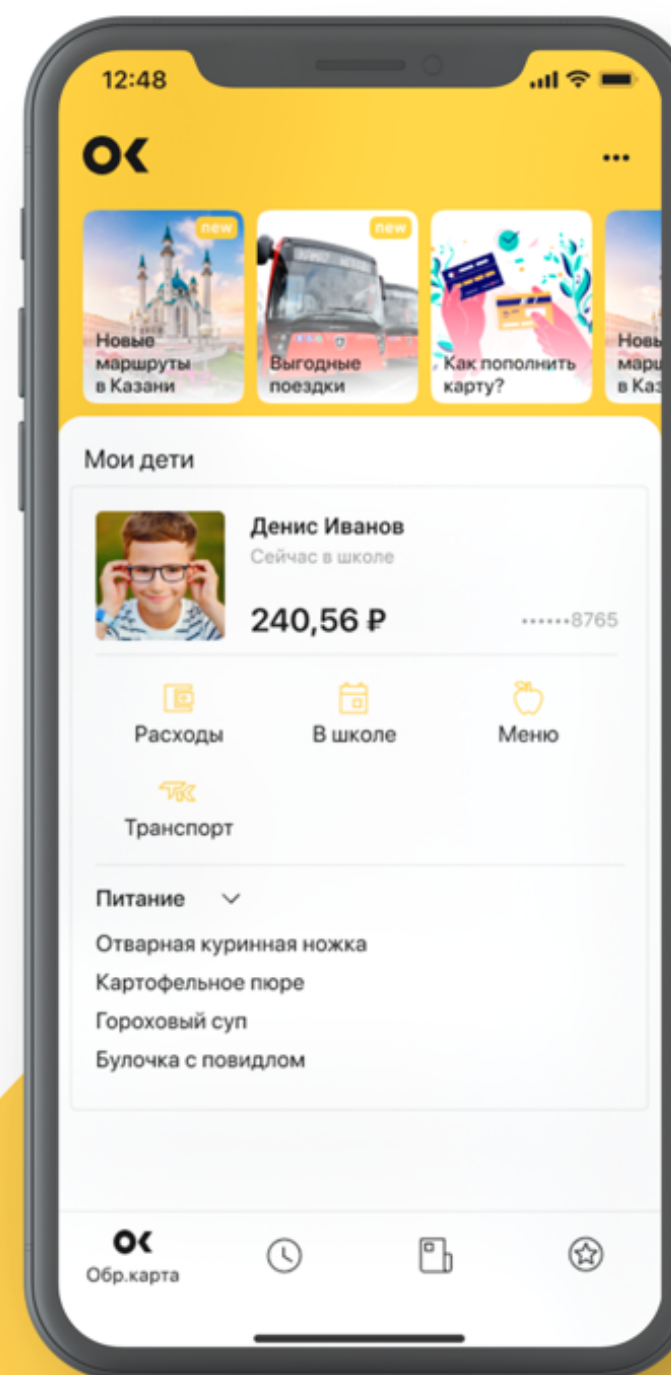 12:48
ОК
new
new
Новые
маршруты
в Казани
Выгодные
поездки
Как пополнить
карту?
Мои дети
Денис Иванов
Сейчас в школе
240,56 ₽
······8765
Расходы
В школе
Меню
ТК
Транспорт
Питание
Отварная куринная ножка
Картофельное пюре
Гороховый суп
Булочка с повидлом
ОК
Обр.карта